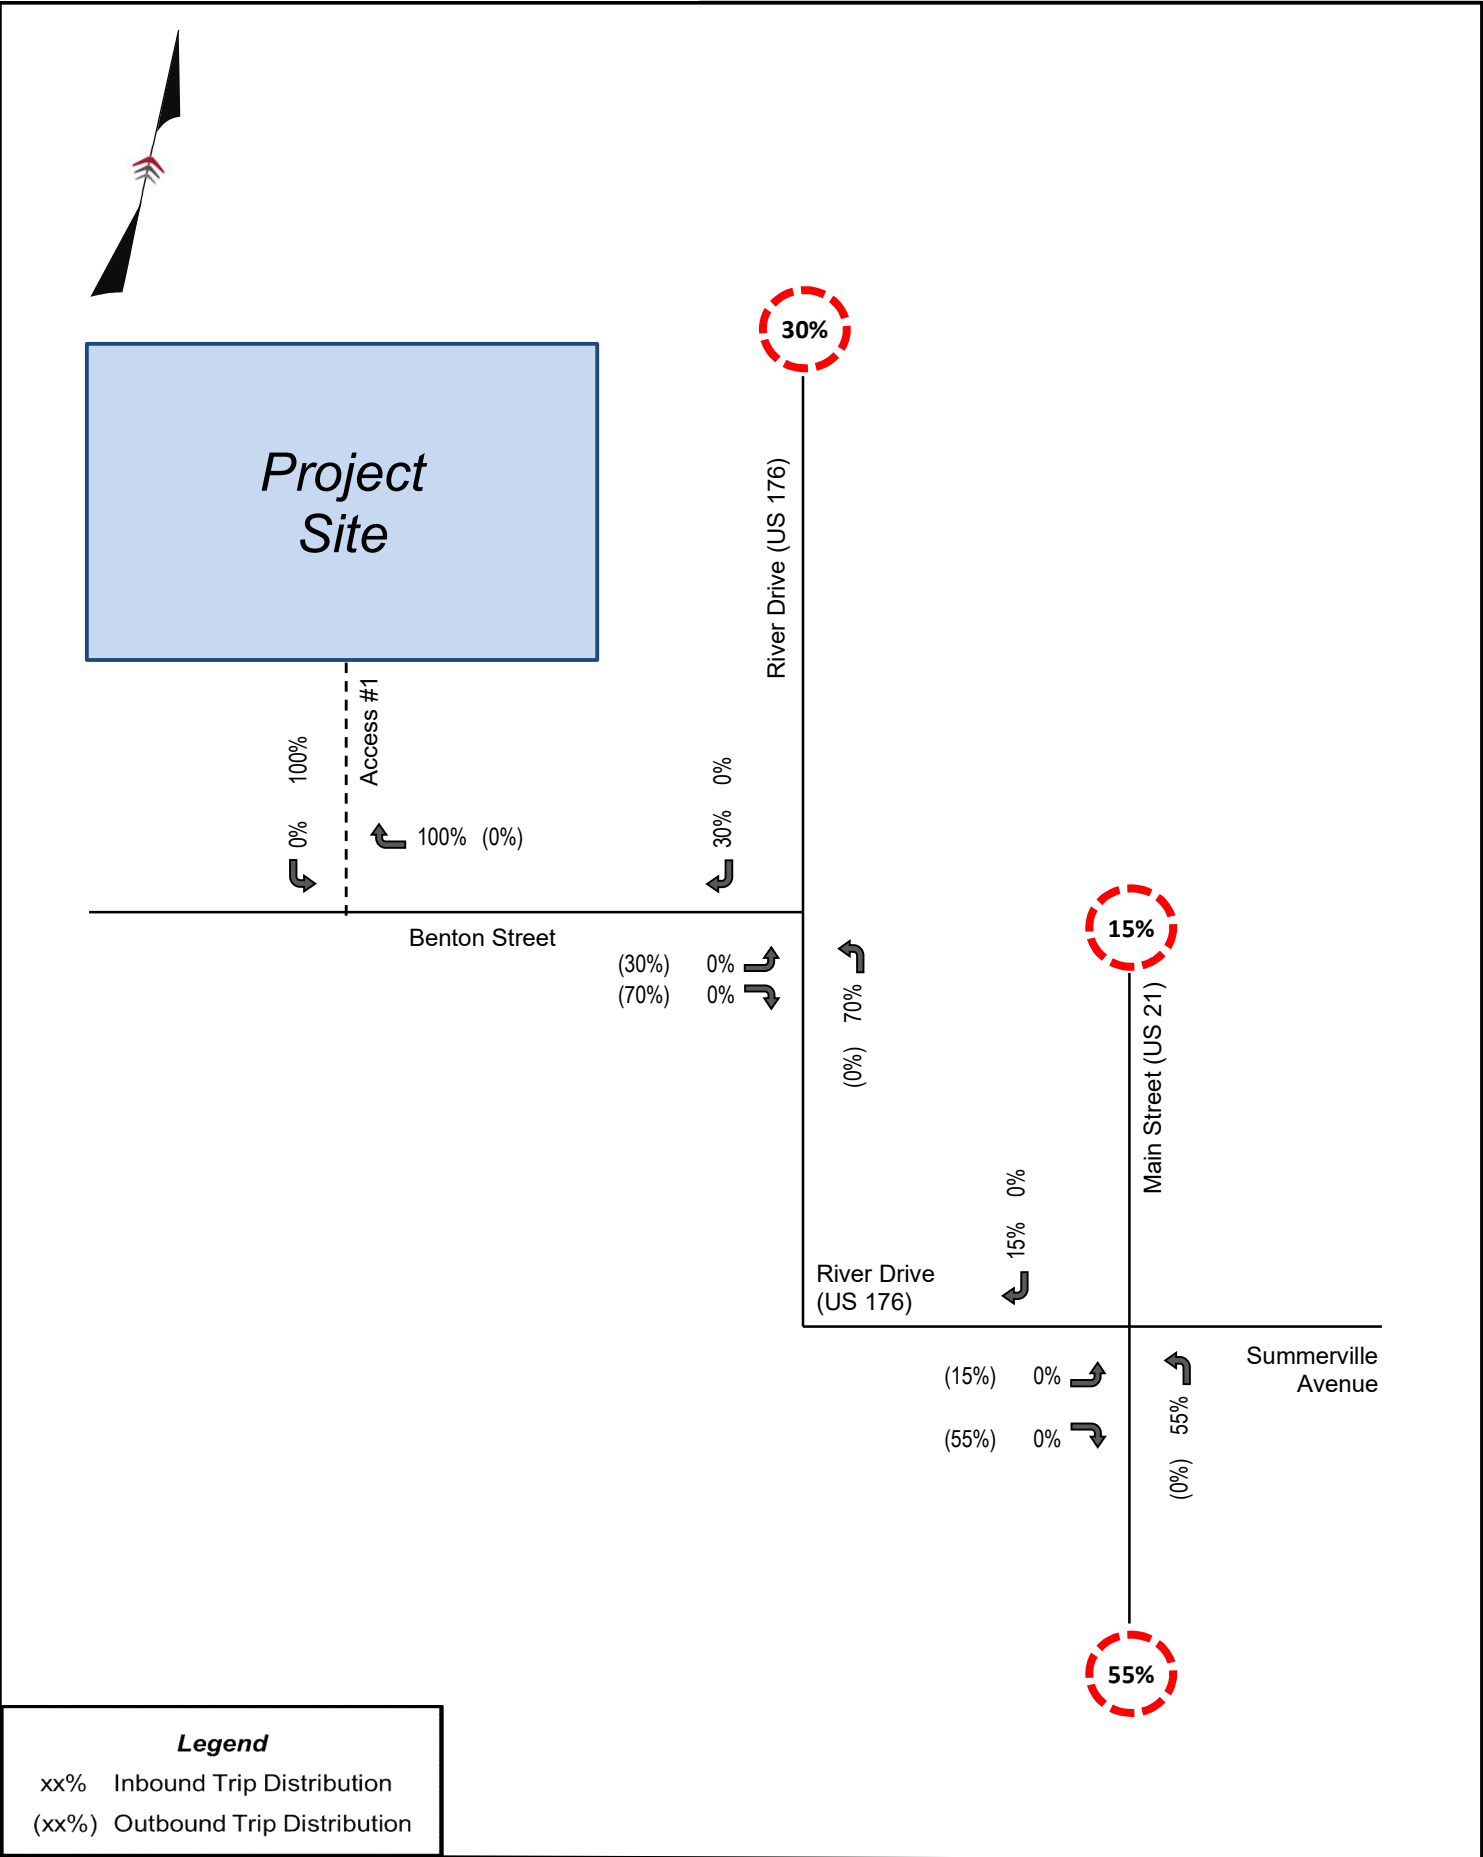 30%
Project
Site
River Drive (US 176)
Access #1
0% 100%
100% (0%)
30% 0%
Benton Street
(30%) 0%
(70%) 0%
(0%) 70%
15%
Main Street (US 21)
15% 0%
River Drive
(US 176)
Summerville
Avenue
(15%) 0%
(55%) 0%
(0%) 55%
55%
Legend
xx% Inbound Trip Distribution
(xx%) Outbound Trip Distribution